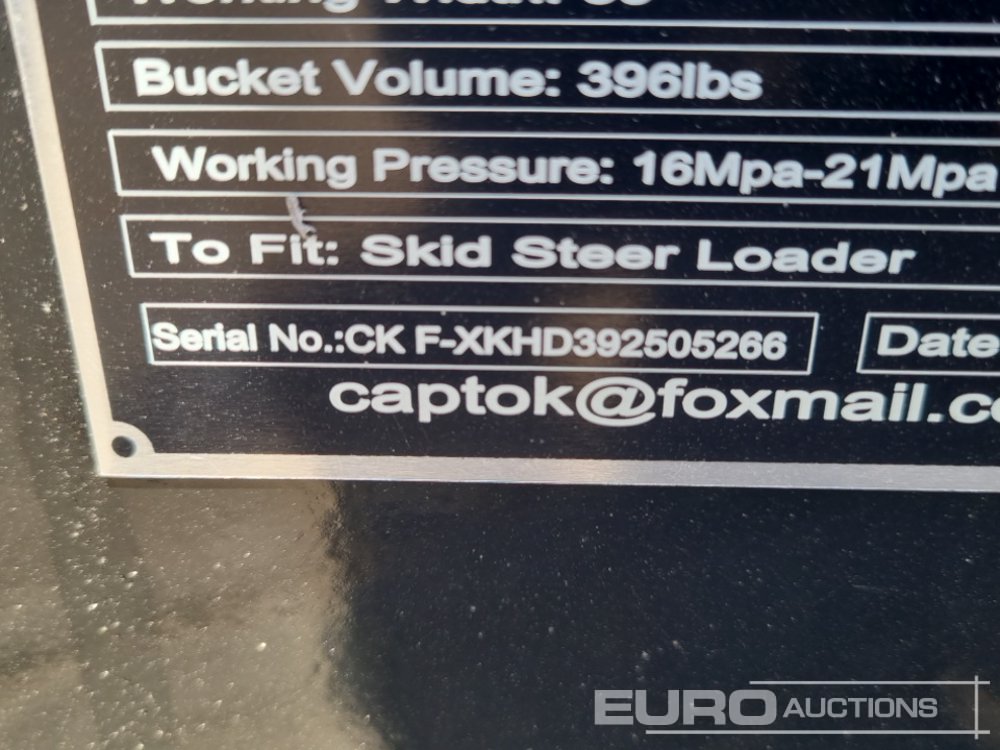 Bucket Volume: 396lbs
Working Pressure: 16Mpa-21Mpa
To Fit: Skid Steer Loader
Serial No.:CK F-XKHD392505266 Date
captok@foxmail.c
EURO AUCTIONS